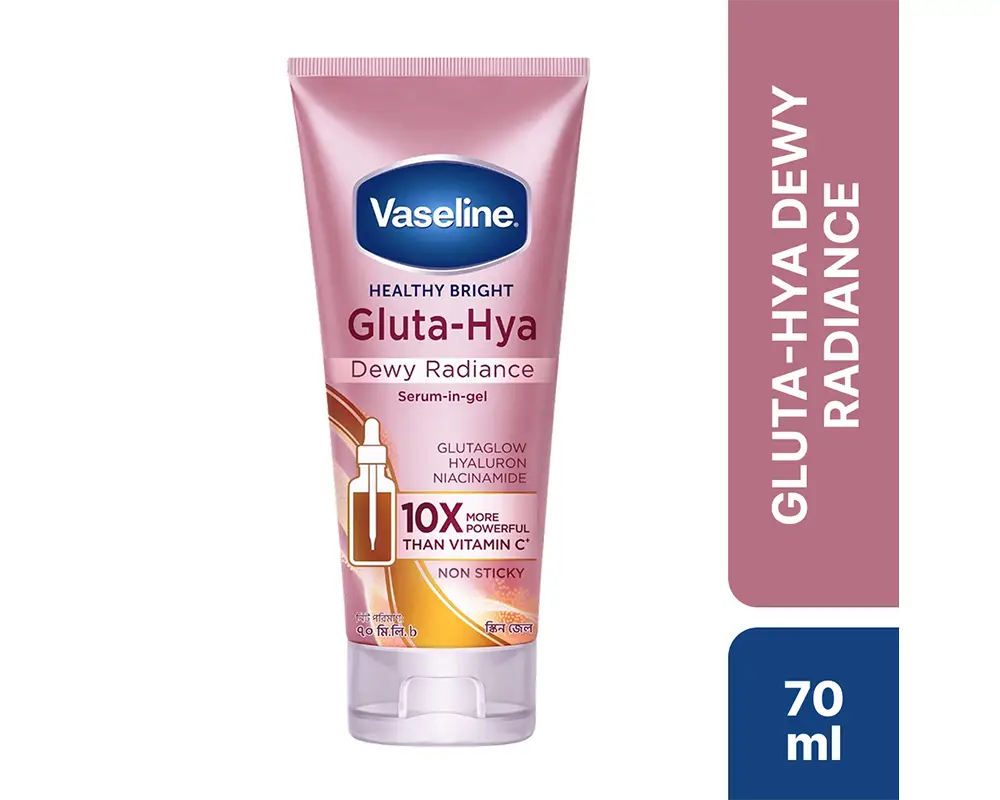 Vaseline®
HEALTHY BRIGHT
Gluta-Hya
Dewy Radiance
Serum-in-gel
GLUTAGLOW
HYALURON
NIACINAMIDE
10X MORE POWERFUL
THAN VITAMIN C*
NON STICKY
নিট পরিমাণ:
৭০ মি.লি. b
স্কিন জেল
GLUTA-HYA DEWY
RADIANCE
70
ml